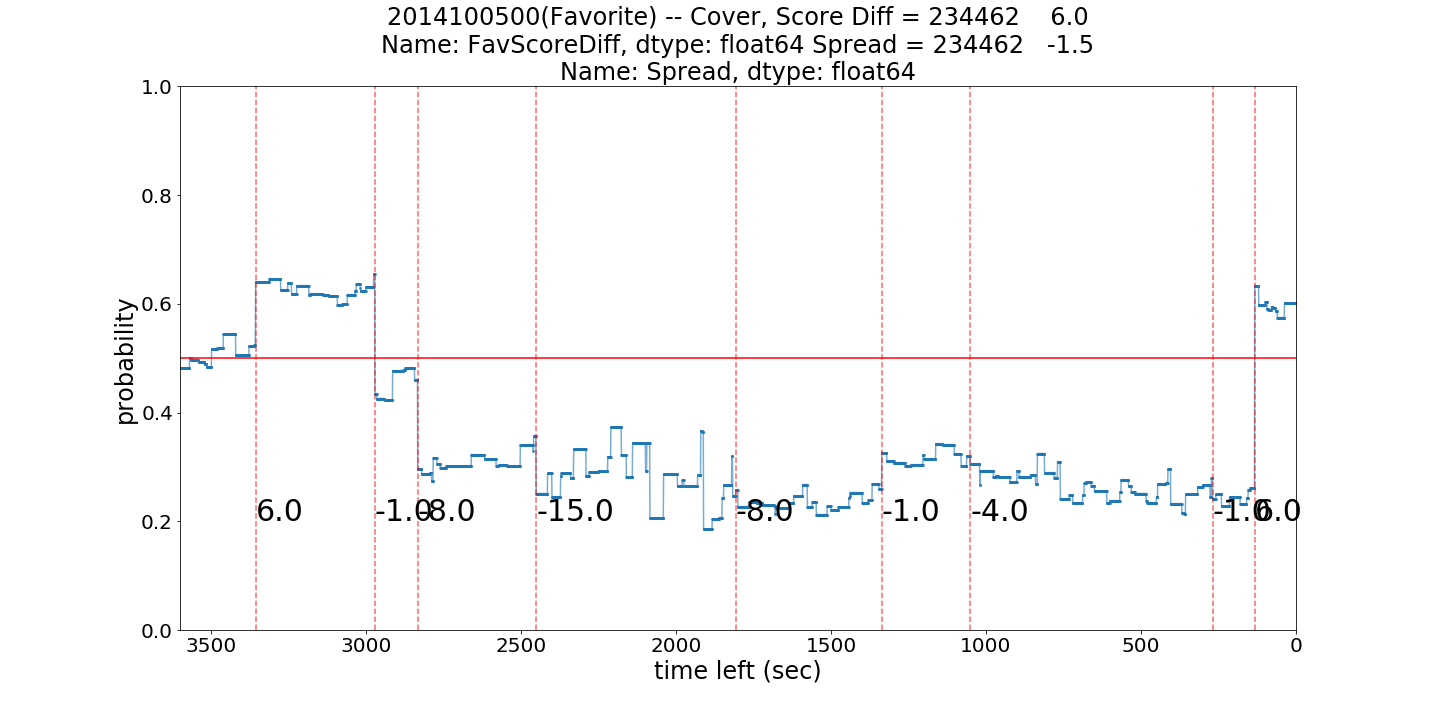 2014100500(Favorite) -- Cover, Score Diff = 234462    6.0
Name: FavScoreDiff, dtype: float64 Spread = 234462   -1.5
Name: Spread, dtype: float64
1.0
0.8
0.6
0.4
0.2
0.0
probability
6.0 -1.0 -8.0 -15.0 -8.0 -1.0 -4.0 -1.0 6.0
3500 3000 2500 2000 1500 1000 500 0
time left (sec)